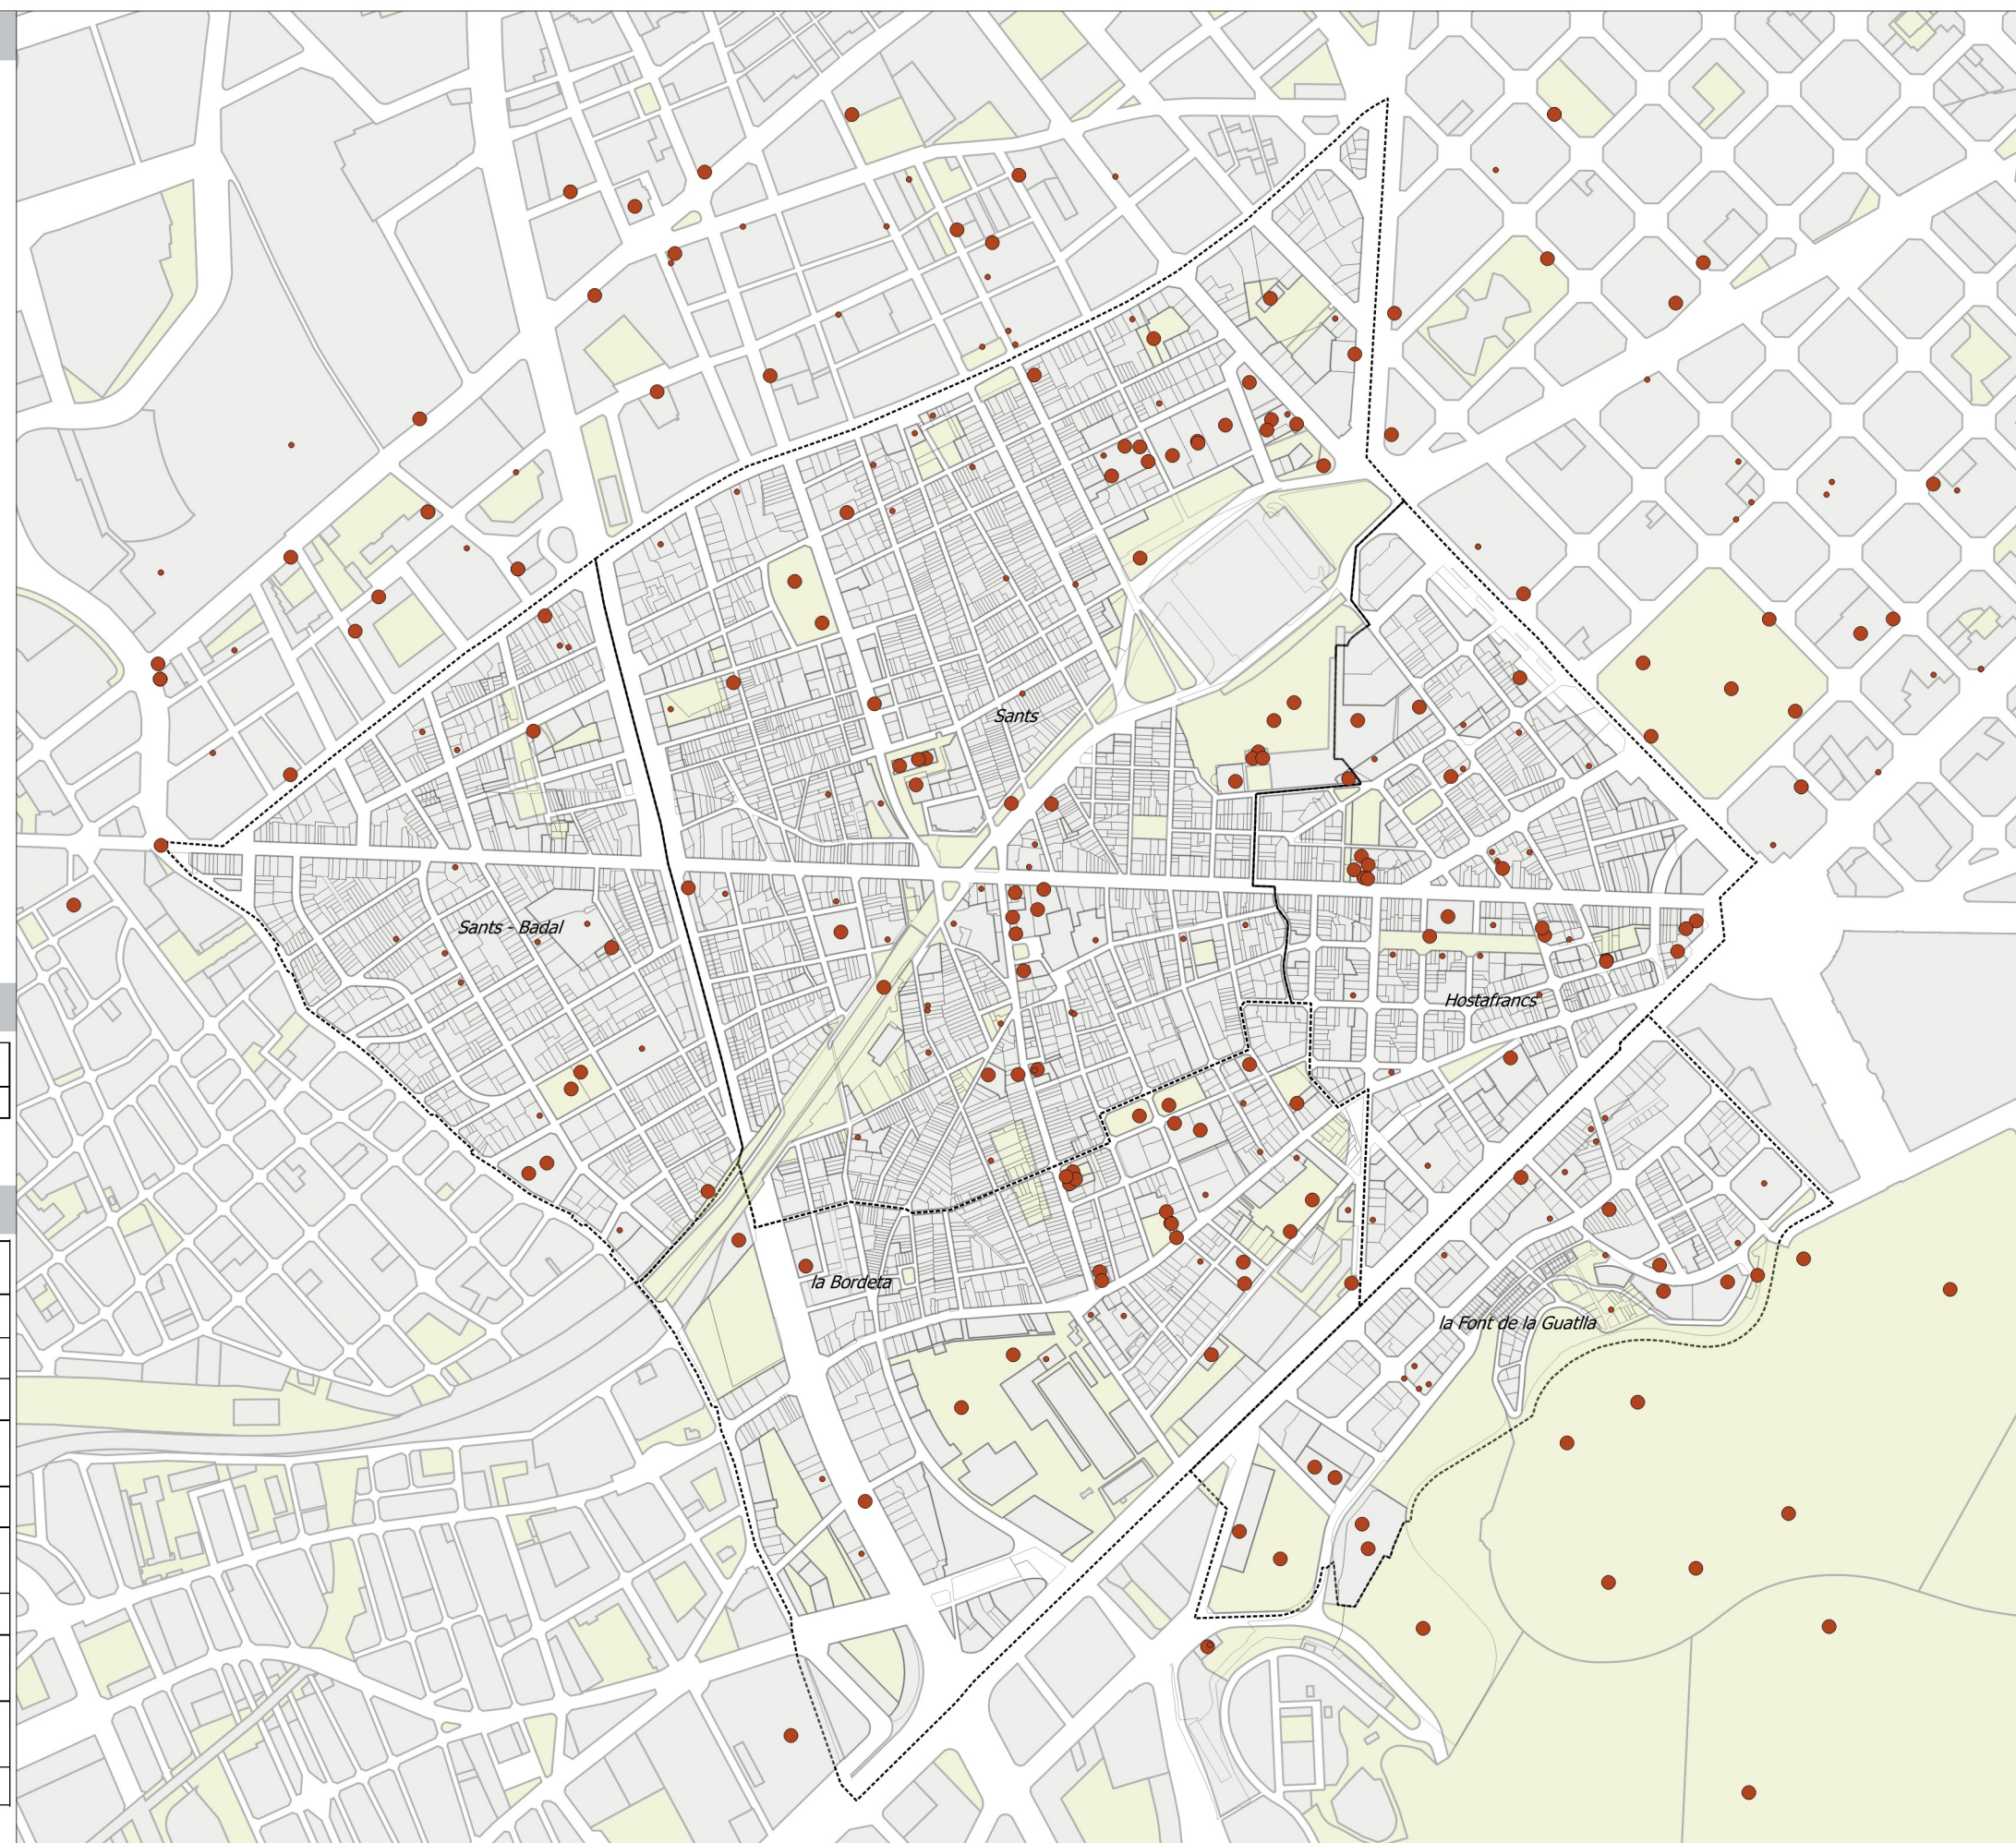 Sants
Sants - Badal
Hostafrancs
la Bordeta
la Font de la Guatlla